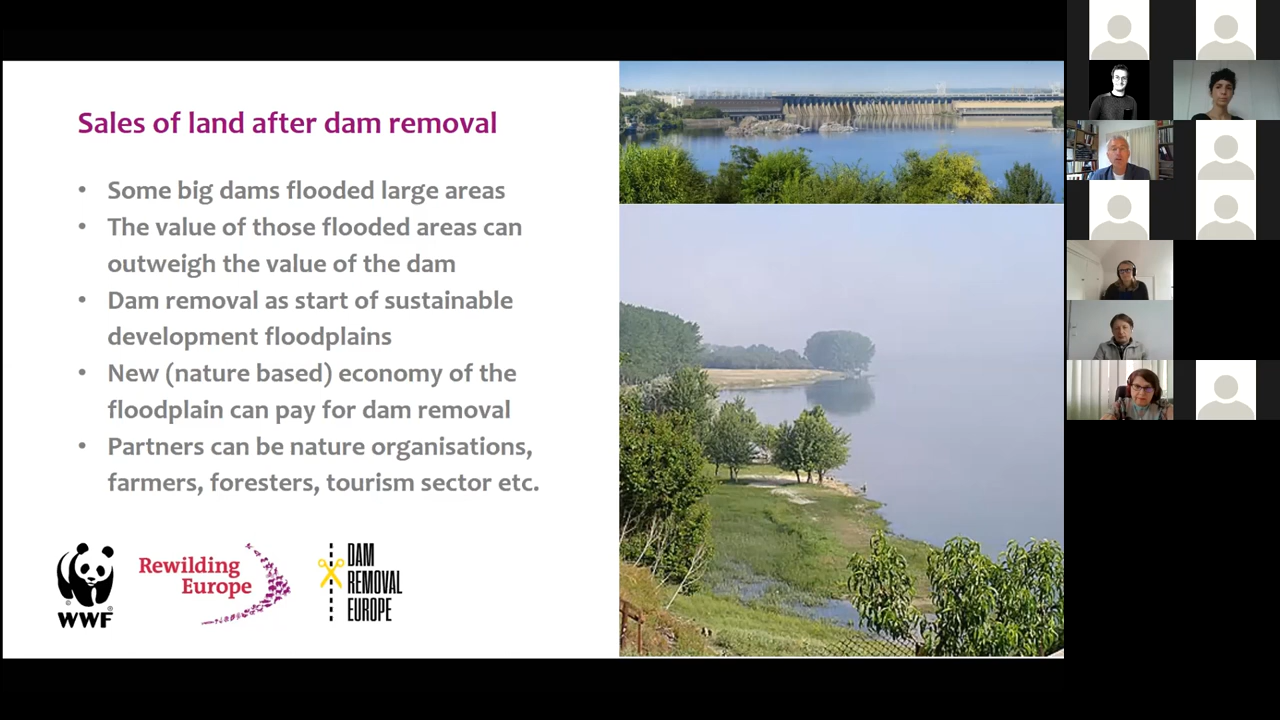 Sales of land after dam removal
• Some big dams flooded large areas
• The value of those flooded areas can
outweigh the value of the dam
• Dam removal as start of sustainable
development floodplains
• New (nature based) economy of the
floodplain can pay for dam removal
• Partners can be nature organisations,
farmers, foresters, tourism sector etc.
© ®
WWF
Rewilding
Europe
DAM
REMOVAL
EUROPE